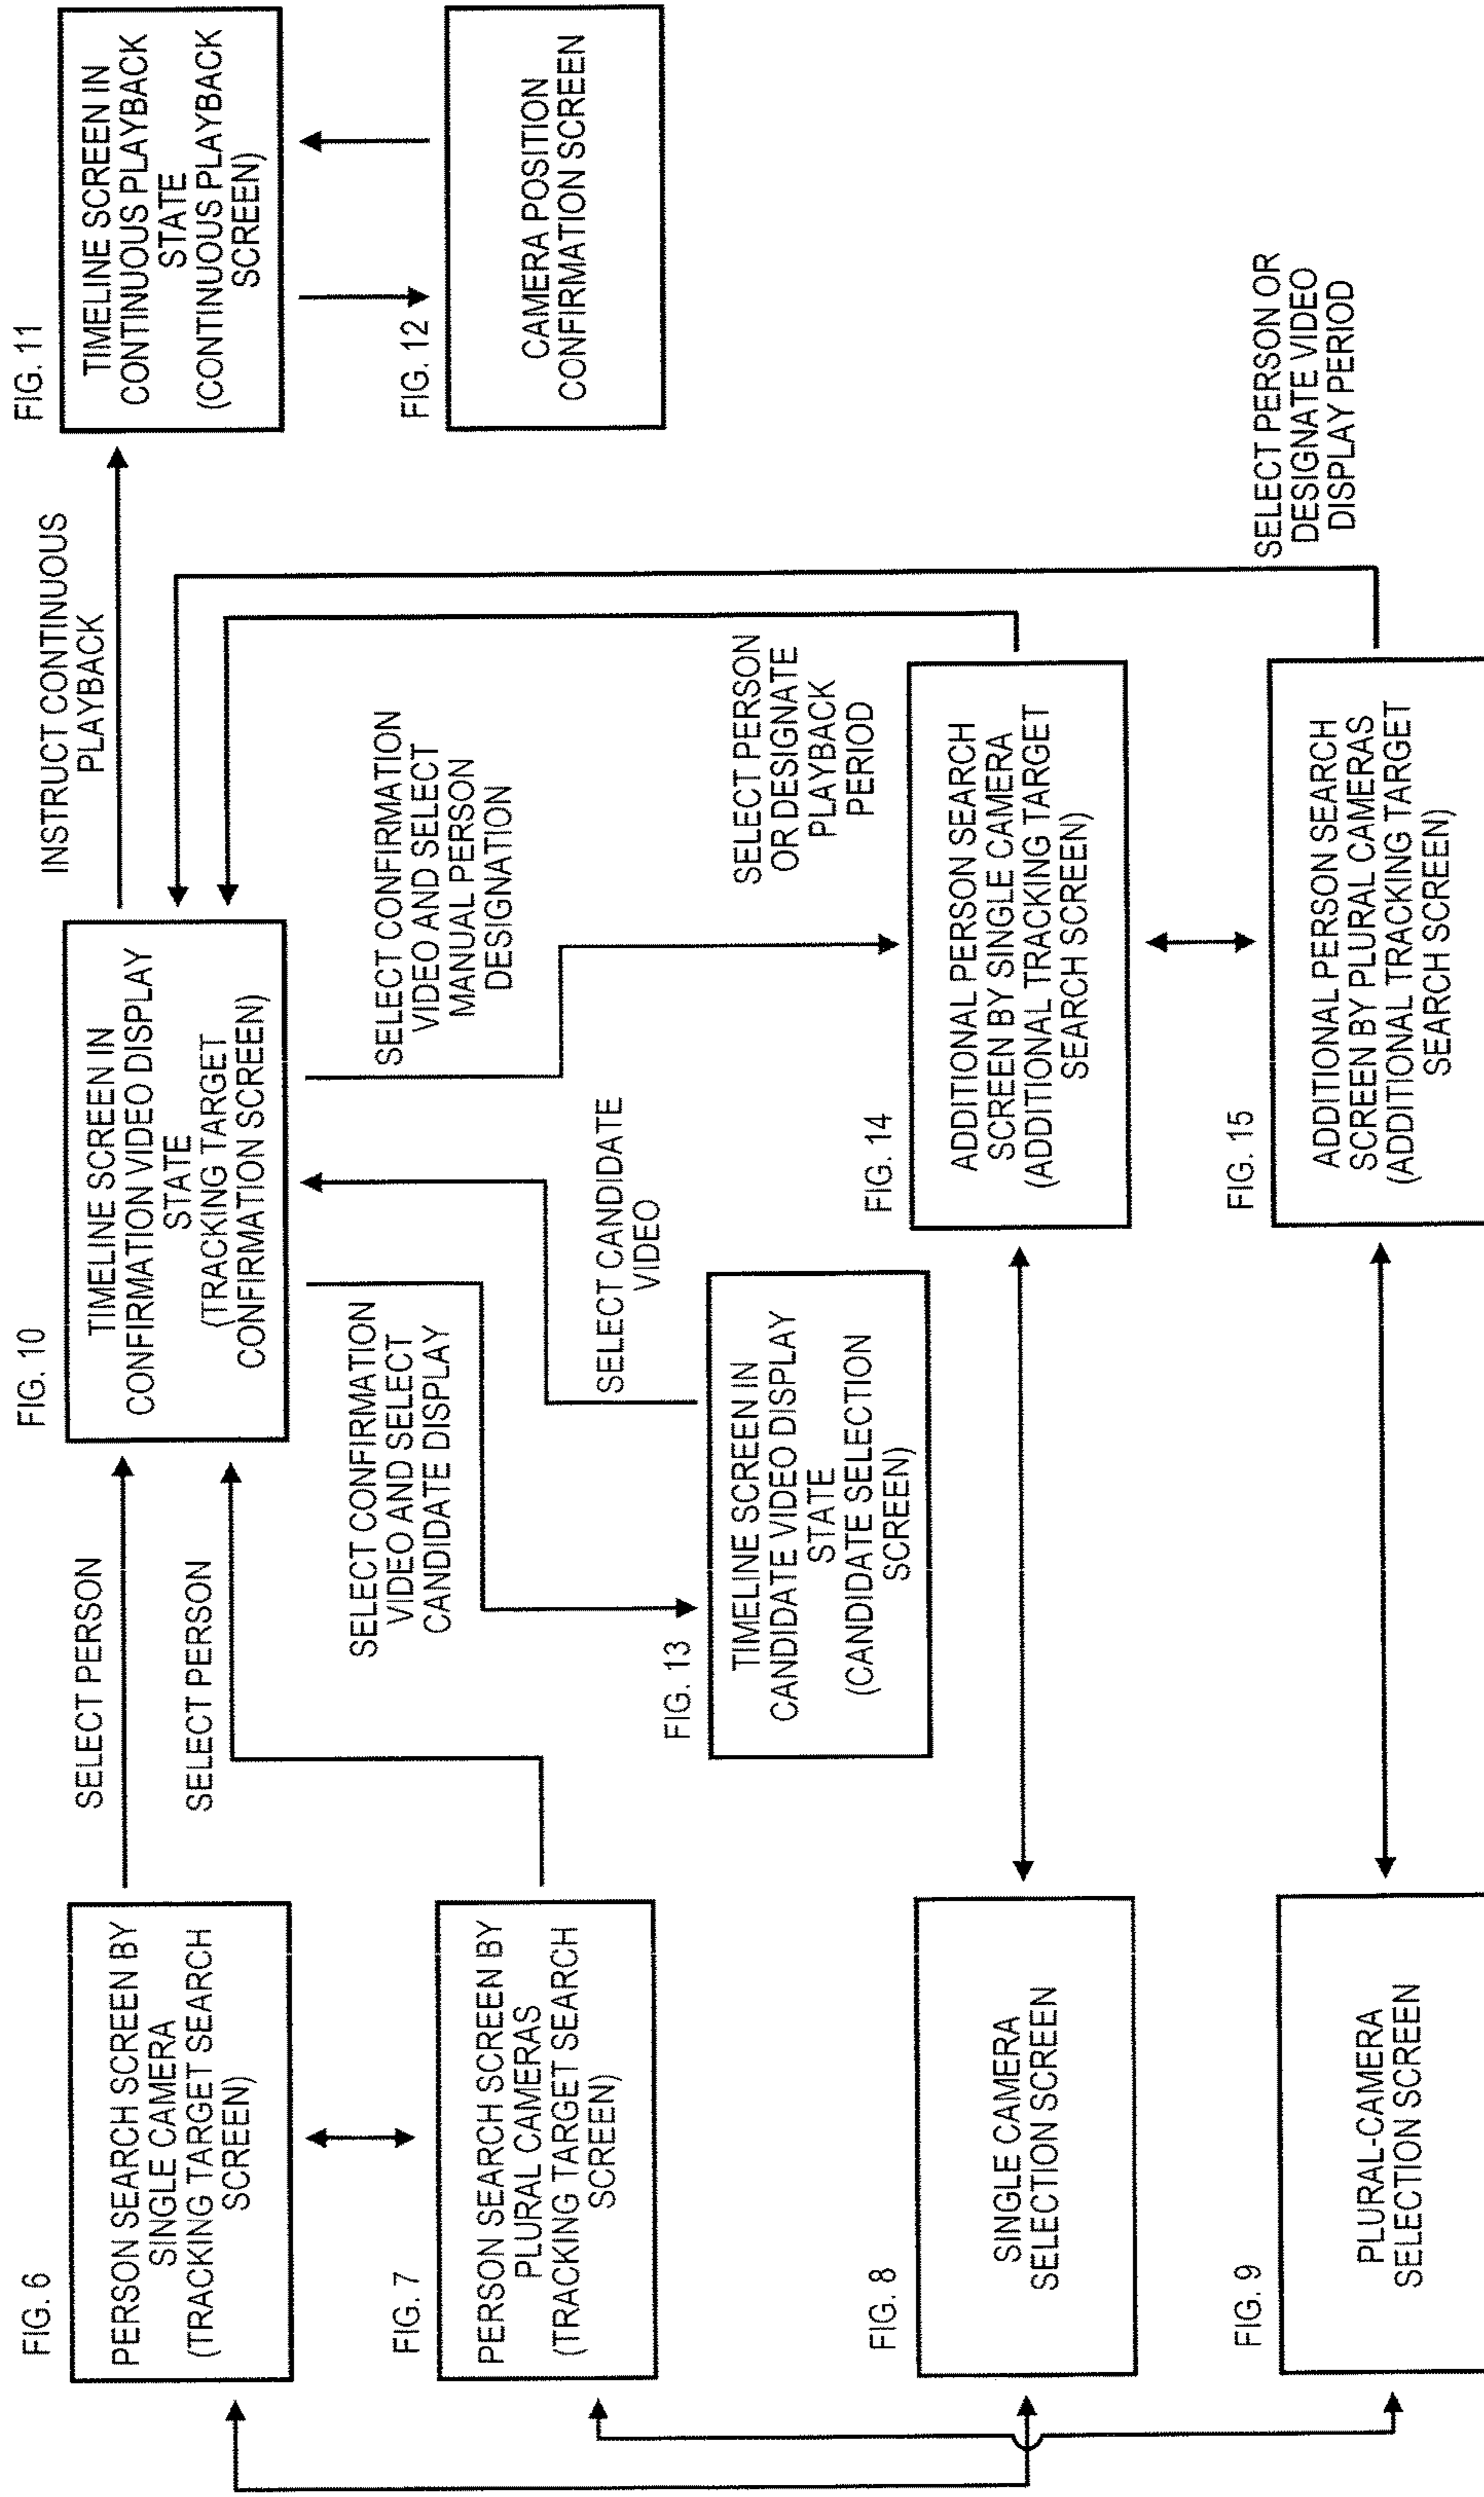 FIG. 6
PERSON SEARCH SCREEN BY
SINGLE CAMERA
(TRACKING TARGET SEARCH
SCREEN)
FIG. 7
PERSON SEARCH SCREEN BY
PLURAL CAMERAS
(TRACKING TARGET SEARCH
SCREEN)
FIG. 8
SINGLE CAMERA
SELECTION SCREEN
FIG. 9
PLURAL-CAMERA
SELECTION SCREEN
SELECT PERSON
SELECT PERSON
FIG. 10
TIMELINE SCREEN IN
CONFIRMATION VIDEO DISPLAY
STATE
(TRACKING TARGET
CONFIRMATION SCREEN)
SELECT CONFIRMATION
VIDEO AND SELECT
CANDIDATE DISPLAY
SELECT CANDIDATE
VIDEO
FIG. 13
TIMELINE SCREEN IN
CANDIDATE VIDEO DISPLAY
STATE
(CANDIDATE SELECTION
SCREEN)
SELECT CONFIRMATION
VIDEO AND SELECT
MANUAL PERSON
DESIGNATION
SELECT PERSON
OR DESIGNATE
PLAYBACK
PERIOD
FIG. 14
ADDITIONAL PERSON SEARCH
SCREEN BY SINGLE CAMERA
(ADDITIONAL TRACKING TARGET
SEARCH SCREEN)
FIG. 15
ADDITIONAL PERSON SEARCH
SCREEN BY PLURAL CAMERAS
(ADDITIONAL TRACKING TARGET
SEARCH SCREEN)
INSTRUCT CONTINUOUS
PLAYBACK
SELECT PERSON OR
DESIGNATE VIDEO
DISPLAY PERIOD
FIG. 11
TIMELINE SCREEN IN
CONTINUOUS PLAYBACK
STATE
(CONTINUOUS PLAYBACK
SCREEN)
FIG. 12
CAMERA POSITION
CONFIRMATION SCREEN